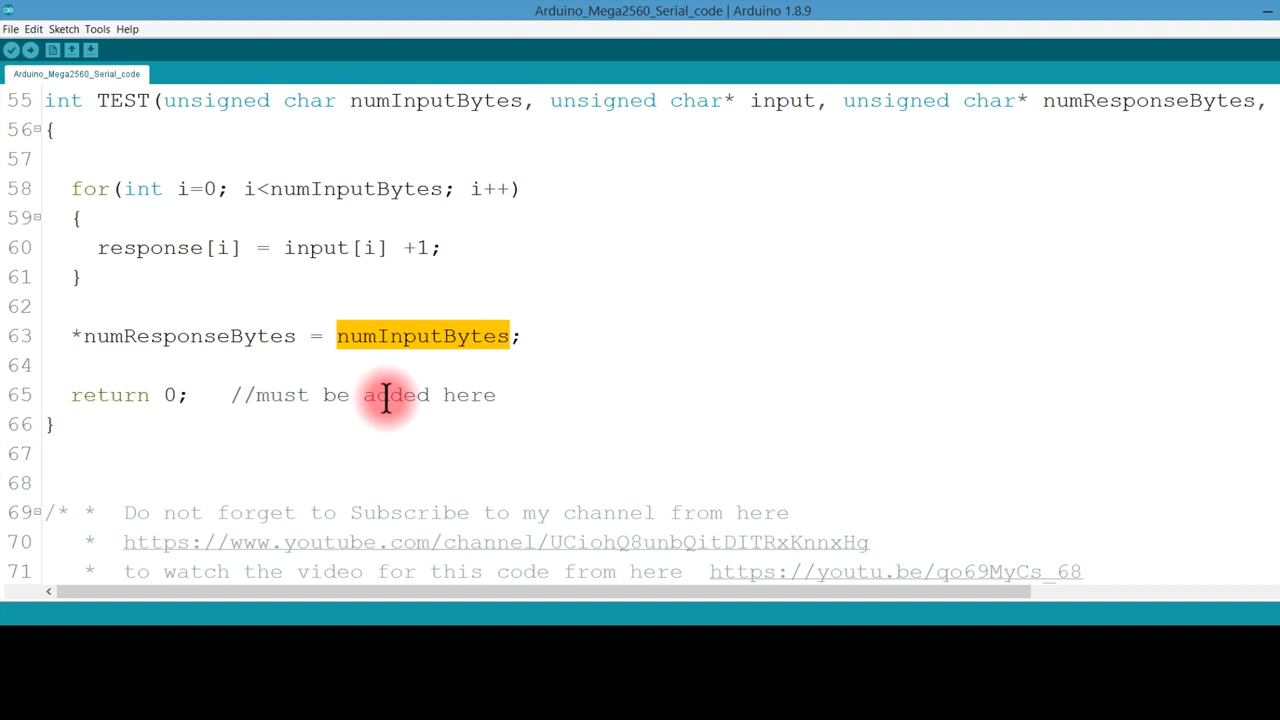 Arduino_Mega2560_Serial_code | Arduino 1.8.9
File Edit Sketch Tools Help
Arduino_Mega2560_Serial_code
55 int TEST(unsigned char numInputBytes, unsigned char* input, unsigned char* numResponseBytes,
56 {
57
58 for(int i=0; i<numInputBytes; i++)
59 {
60 response[i] = input[i] +1;
61 }
62
63 *numResponseBytes = numInputBytes;
64
65 return 0; //must be added here
66 }
67
68
69 /* * Do not forget to Subscribe to my channel from here
70 * https://www.youtube.com/channel/UCiohQ8unbQitDITRxKnnxHg
71 * to watch the video for this code from here https://youtu.be/qo69MyCs_68